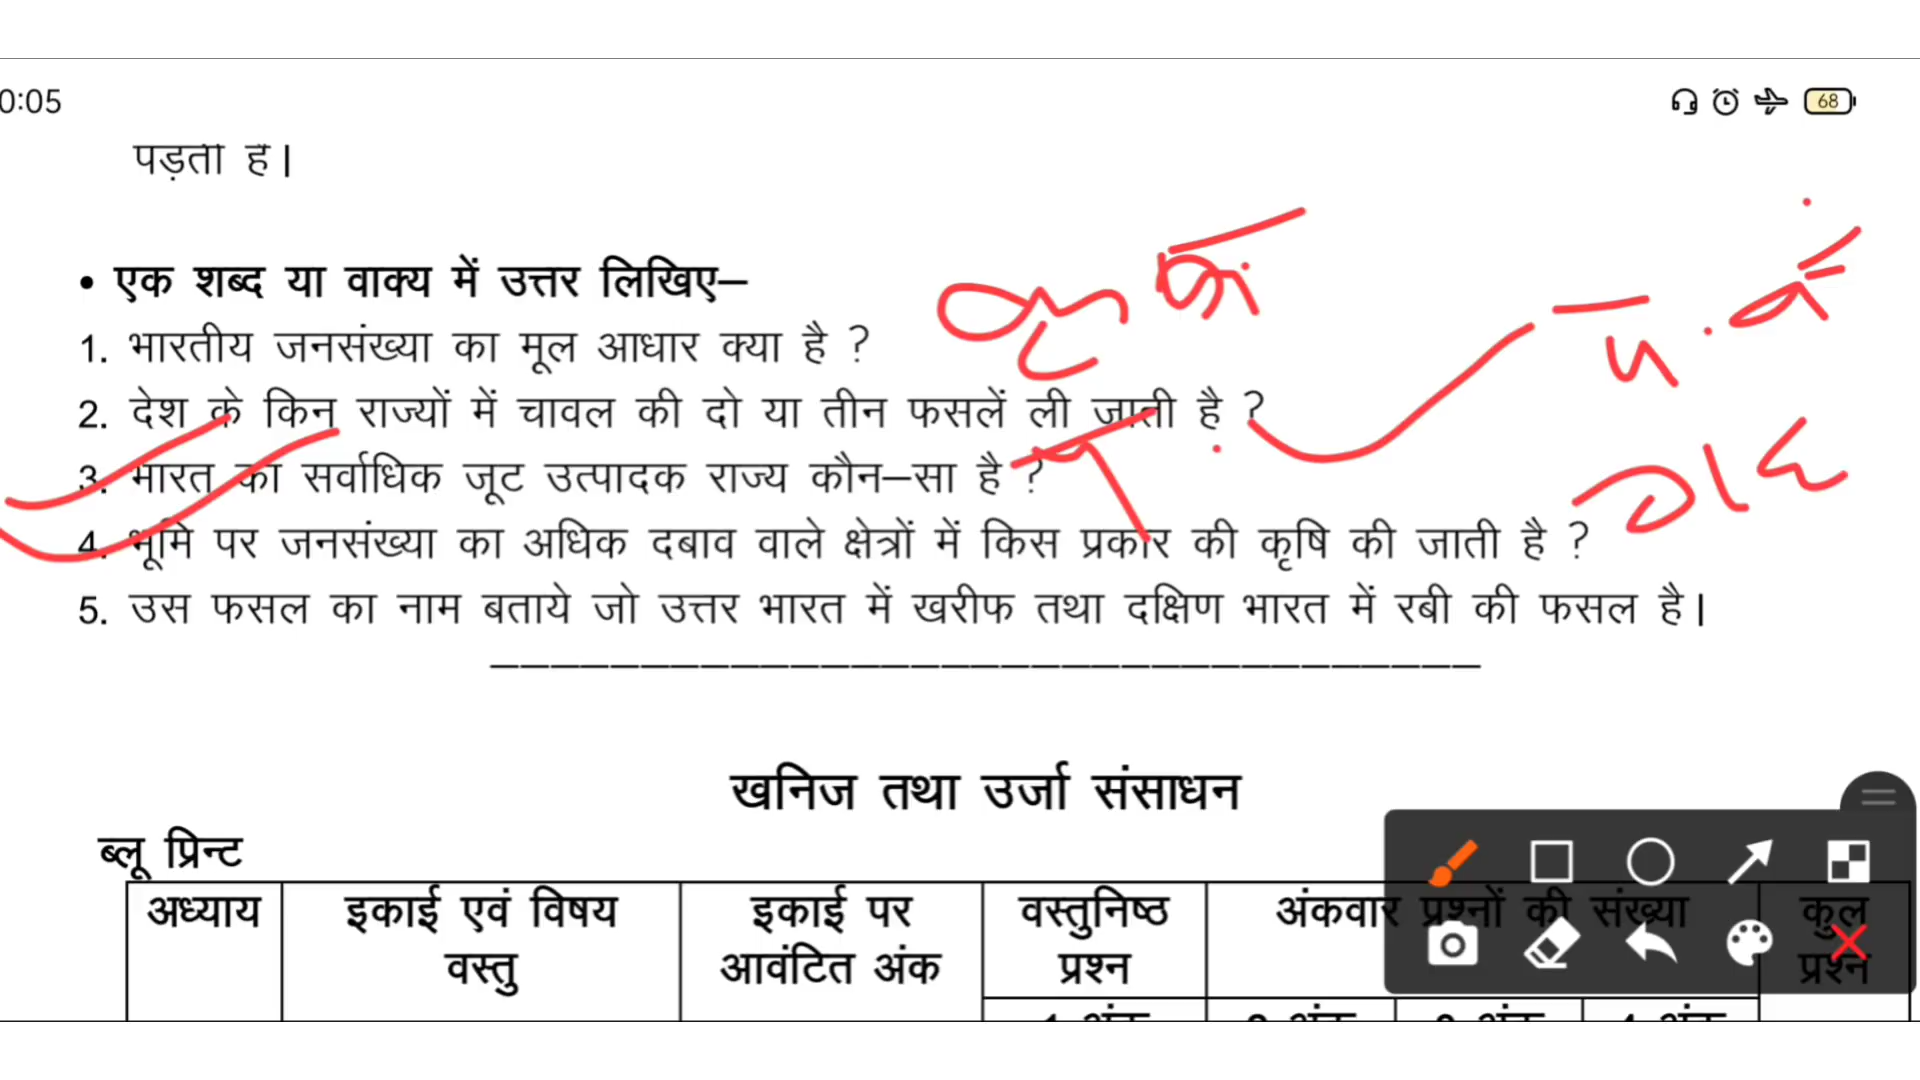 0:05
68
पड़ती है।
• एक शब्द या वाक्य में उत्तर लिखिए–
1. भारतीय जनसंख्या का मूल आधार क्या है ?
2. देश के किन राज्यों में चावल की दो या तीन फसलें ली जाती है ?
3. भारत का सर्वाधिक जूट उत्पादक राज्य कौन–सा है ?
4. भूमि पर जनसंख्या का अधिक दबाव वाले क्षेत्रों में किस प्रकार की कृषि की जाती है ?
5. उस फसल का नाम बताये जो उत्तर भारत में खरीफ तथा दक्षिण भारत में रबी की फसल है।
खनिज तथा उर्जा संसाधन
ब्लू प्रिन्ट
अध्याय इकाई एवं विषय वस्तु इकाई पर आवंटित अंक वस्तुनिष्ठ प्रश्न अंकवार प्रश्नों की संख्या कुल प्रश्न